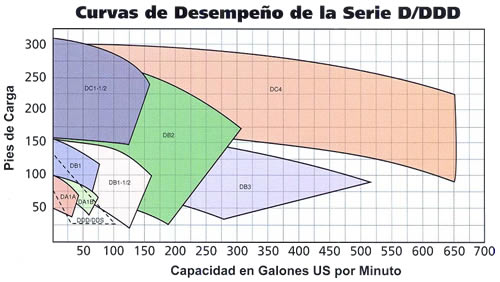 Curvas de Desempeño de la Serie D/DDD
Pies de Carga
300
250
200
150
100
50
DC1-1/2
DC4
DB2
DB1
DB1-1/2
DB3
DA1A
DA1B
DDD/DDS
50 100 150 200 250 300 350 400 450 500 550 600 650 700
Capacidad en Galones US por Minuto